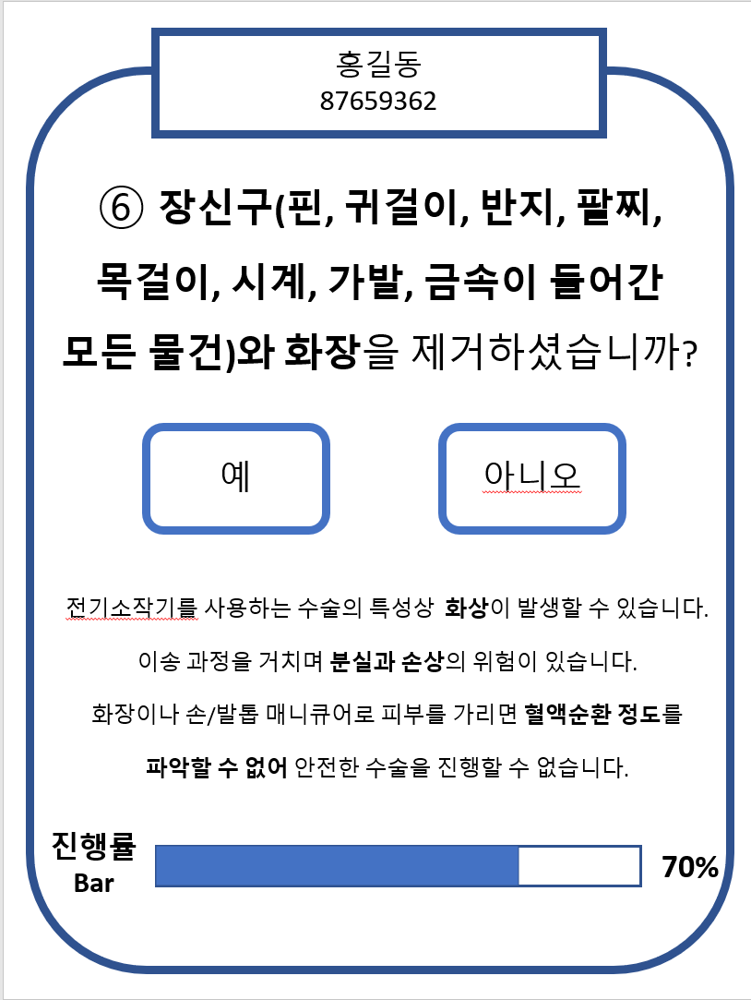 홍길동
87659362
⑥ 장신구(핀, 귀걸이, 반지, 팔찌,
목걸이, 시계, 가발, 금속이 들어간
모든 물건)와 화장을 제거하셨습니까?
예
아니오
전기소작기를 사용하는 수술의 특성상 화상이 발생할 수 있습니다.
이송 과정을 거치며 분실과 손상의 위험이 있습니다.
화장이나 손/발톱 매니큐어로 피부를 가리면 혈액순환 정도를
파악할 수 없어 안전한 수술을 진행할 수 없습니다.
진행률
Bar
70%